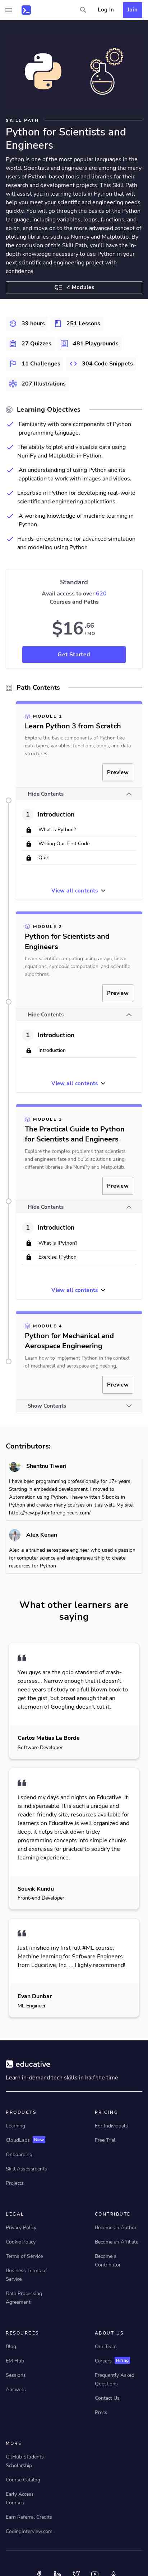 Log In
Join
SKILL PATH
Python for Scientists and
Engineers
Python is one of the most popular languages in the
world. It is also an emerging one among scientists and
engineers. Many of these scientists and engineers are
users of Python based tools and libraries for their
research and development projects. This Skill Path
will leave you in learning tools in Python that will
help you meet your scientific and engineering needs
with simplicity. You will get to explore some unique
ways of using Python for data manipulation. The path
begins by going through the basics of the Python
language, including variables, loops, functions, and
so on, and move on to the more advanced concept of
plotting libraries such as Numpy and Matplotlib. By
the conclusion of this Skill Path, you'll have the in-
depth knowledge necessary to use Python in your
next scientific and engineering project with
confidence.
4 Modules
39 hours
251 Lessons
27 Quizzes
481 Playgrounds
11 Challenges
304 Code Snippets
207 Illustrations
Learning Objectives
Familiarity with core components of Python
programming language.
The ability to plot and visualize data using
NumPy and Matplotlib in Python.
An understanding of using Python and its
application to work with images and datasets.
Expertise in Python for developing real-world
scientific and engineering applications.
A working knowledge of machine learning in
Python.
Hands-on experience for advanced simulation
and modeling using Python.
Standard
Avail access to over 620
Courses and Paths
$16 .66
/ MO
Get Started
Path Contents
MODULE 1
Learn Python 3 from Scratch
Explore the basic components of Python like
data types, variables, functions, loops, and data
structures.
Preview
Hide Contents
1 Introduction
What is Python?
Writing Our First Code
Quiz
View all contents
MODULE 2
Python for Scientists and
Engineers
Learn scientific computing using arrays, linear
equations, symbolic computation, and scientific
algorithms.
Preview
Hide Contents
1 Introduction
Introduction
View all contents
MODULE 3
The Practical Guide to Python
for Scientists and Engineers
Explore the complex problems that scientists
and engineers face and build solutions using
different libraries like NumPy and Matplotlib.
Preview
Hide Contents
1 Introduction
What is IPython?
Exercise: IPython
View all contents
MODULE 4
Python for Mechanical and
Aerospace Engineering
Learn how to implement Python in the context
of mechanical and aerospace engineering.
Preview
Show Contents
Contributors:
Shantnu Tiwari
I have been programming professionally for 17+ years.
Starting in embedded development, I moved to
Automation using Python. I have written 5 books in
Python and created many courses on it as well. My site:
https://new.pythonforengineers.com/
Alex Kenan
Alex is a trained aerospace engineer who used a passion
for computer science and entrepreneurship to create
resources for Python
What other learners are
saying
You guys are the gold standard of crash-
courses... Narrow enough that it doesn't
need years of study or a full blown book to
get the gist, but broad enough that an
afternoon of Googling doesn't cut it.
Carlos Matias La Borde
Software Developer
I spend my days and nights on Educative. It
is indispensable. It is such a unique and
reader-friendly site, resources available for
learners on Educative is well organized and
deep, it helps break down tricky
programming concepts into simple chunks
and exercises for practice to solidify the
learning experience.
Souvik Kundu
Front-end Developer
Just finished my first full #ML course:
Machine learning for Software Engineers
from Educative, Inc. ... Highly recommend!
Evan Dunbar
ML Engineer
educative
Learn in-demand tech skills in half the time
PRODUCTS
PRICING
Learning
For Individuals
CloudLabs New
Free Trial
Onboarding
Skill Assessments
Projects
LEGAL
CONTRIBUTE
Privacy Policy
Become an Author
Cookie Policy
Become an Affiliate
Terms of Service
Become a
Contributor
Business Terms of
Service
Data Processing
Agreement
RESOURCES
ABOUT US
Blog
Our Team
EM Hub
Careers Hiring
Sessions
Frequently Asked
Questions
Answers
Contact Us
Press
MORE
GitHub Students
Scholarship
Course Catalog
Early Access
Courses
Earn Referral Credits
CodingInterview.com